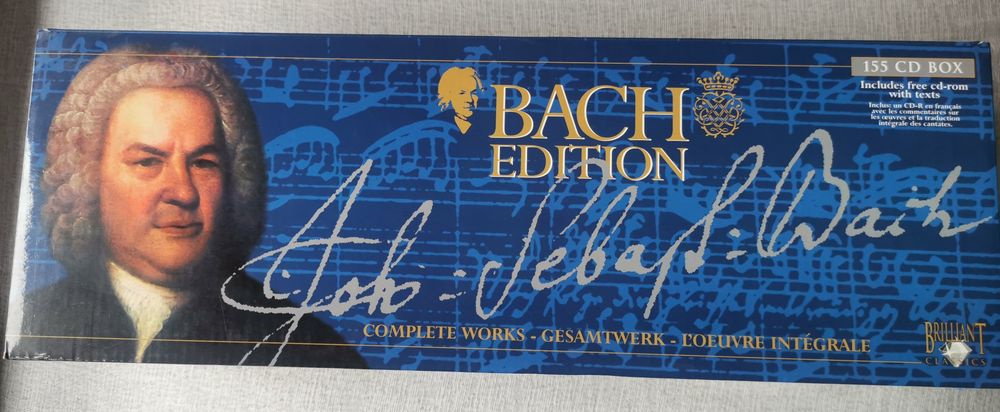 155 CD BOX
Includes free cd-rom
with texts
Inclus: un CD-R en français
avec les commentaires sur
les œuvres et la traduction
intégrale des cantates.
BACH
EDITION
Joh. Sebast. Bach
COMPLETE WORKS - GESAMTWERK - L'OEUVRE INTÉGRALE
BRILLIANT
CLASSICS